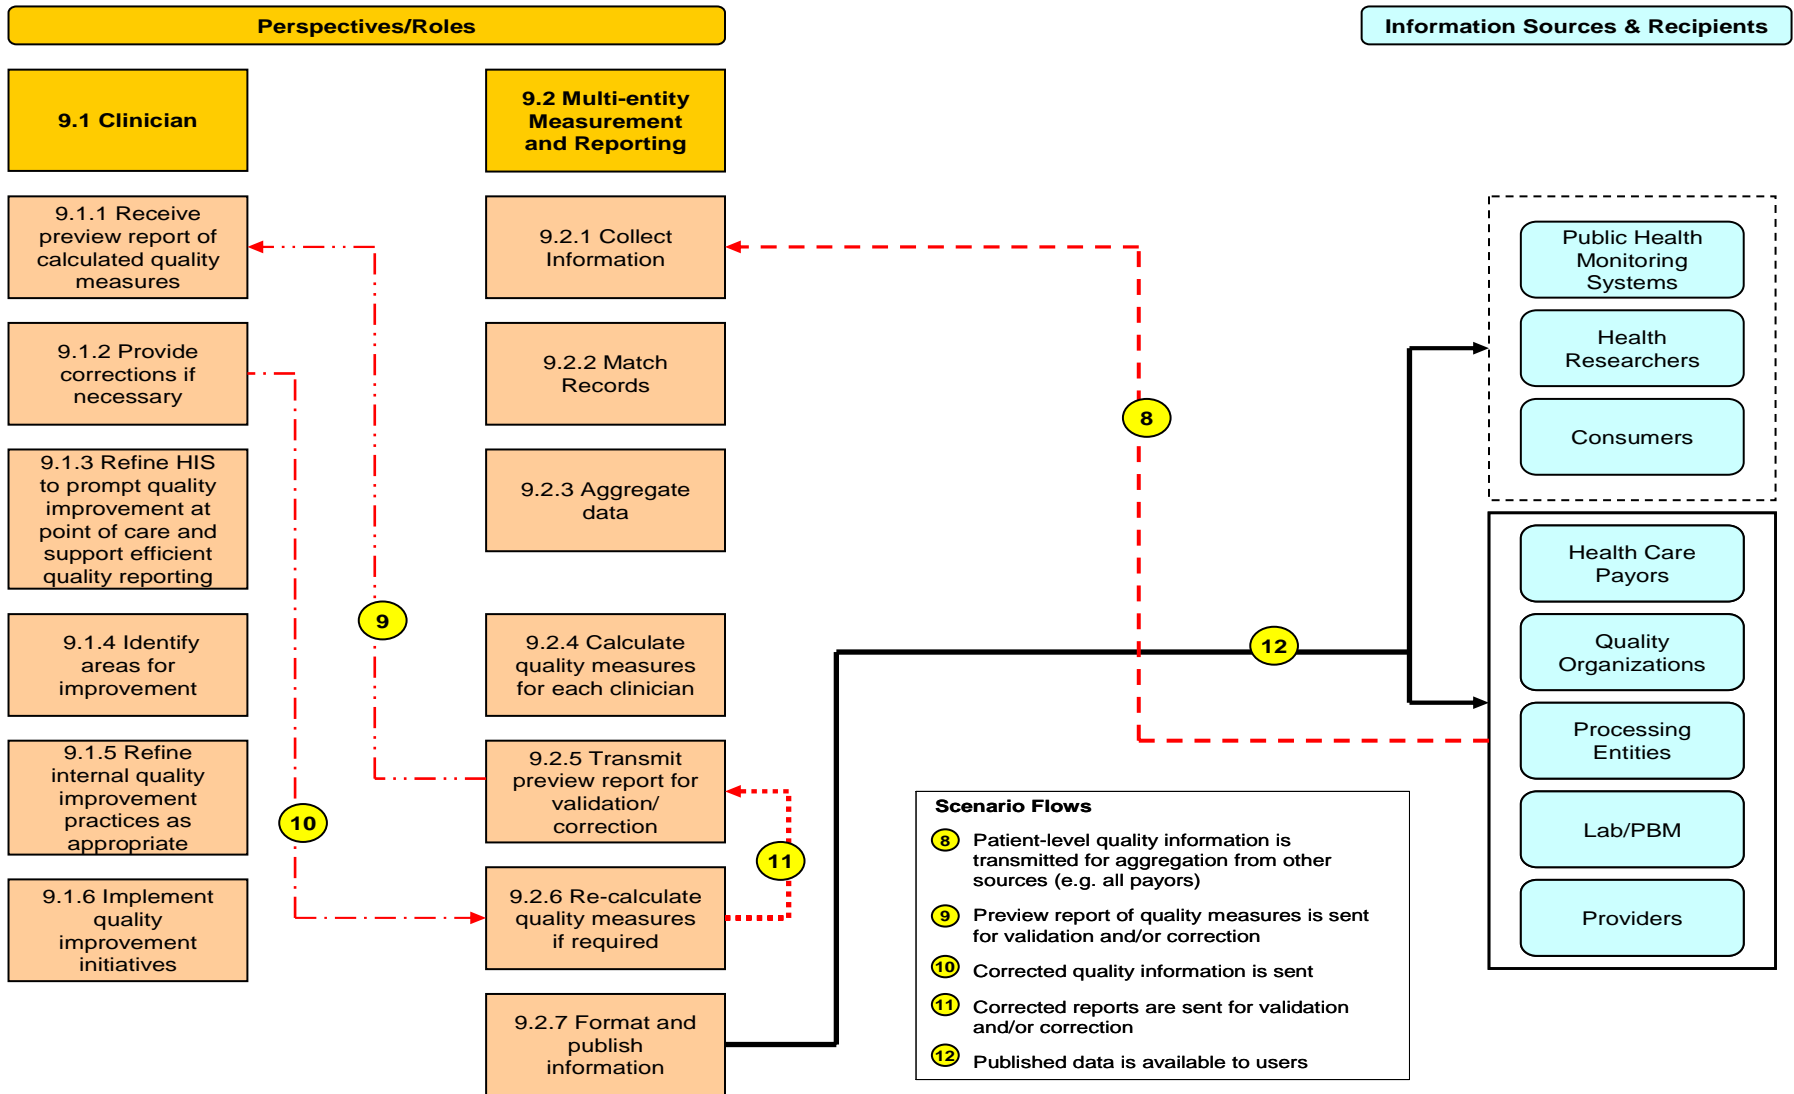 Perspectives/Roles
Information Sources & Recipients
9.1 Clinician
9.2 Multi-entity
Measurement
and Reporting
9.1.1 Receive
preview report of
calculated quality
measures
9.1.2 Provide
corrections if
necessary
9.1.3 Refine HIS
to prompt quality
improvement at
point of care and
support efficient
quality reporting
9.1.4 Identify
areas for
improvement
9.1.5 Refine
internal quality
improvement
practices as
appropriate
9.1.6 Implement
quality
improvement
initiatives
9
10
9.2.1 Collect
Information
9.2.2 Match
Records
9.2.3 Aggregate
data
9.2.4 Calculate
quality measures
for each clinician
9.2.5 Transmit
preview report for
validation/
correction
9.2.6 Re-calculate
quality measures
if required
9.2.7 Format and
publish
information
11
8
12
Public Health
Monitoring
Systems
Health
Researchers
Consumers
Health Care
Payors
Quality
Organizations
Processing
Entities
Lab/PBM
Providers
Scenario Flows
8 Patient-level quality information is
transmitted for aggregation from other
sources (e.g. all payors)
9 Preview report of quality measures is sent
for validation and/or correction
10 Corrected quality information is sent
11 Corrected reports are sent for validation
and/or correction
12 Published data is available to users